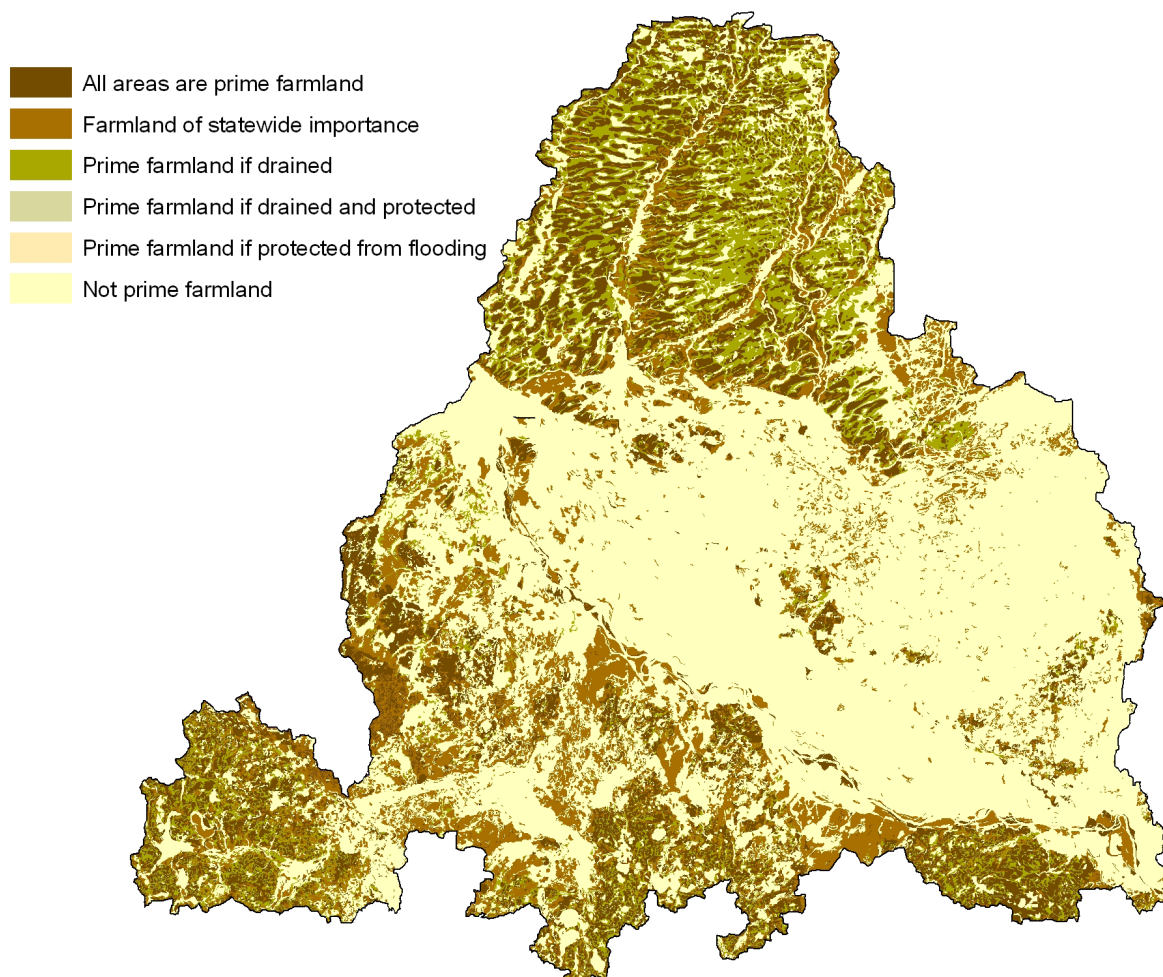 All areas are prime farmland
Farmland of statewide importance
Prime farmland if drained
Prime farmland if drained and protected
Prime farmland if protected from flooding
Not prime farmland